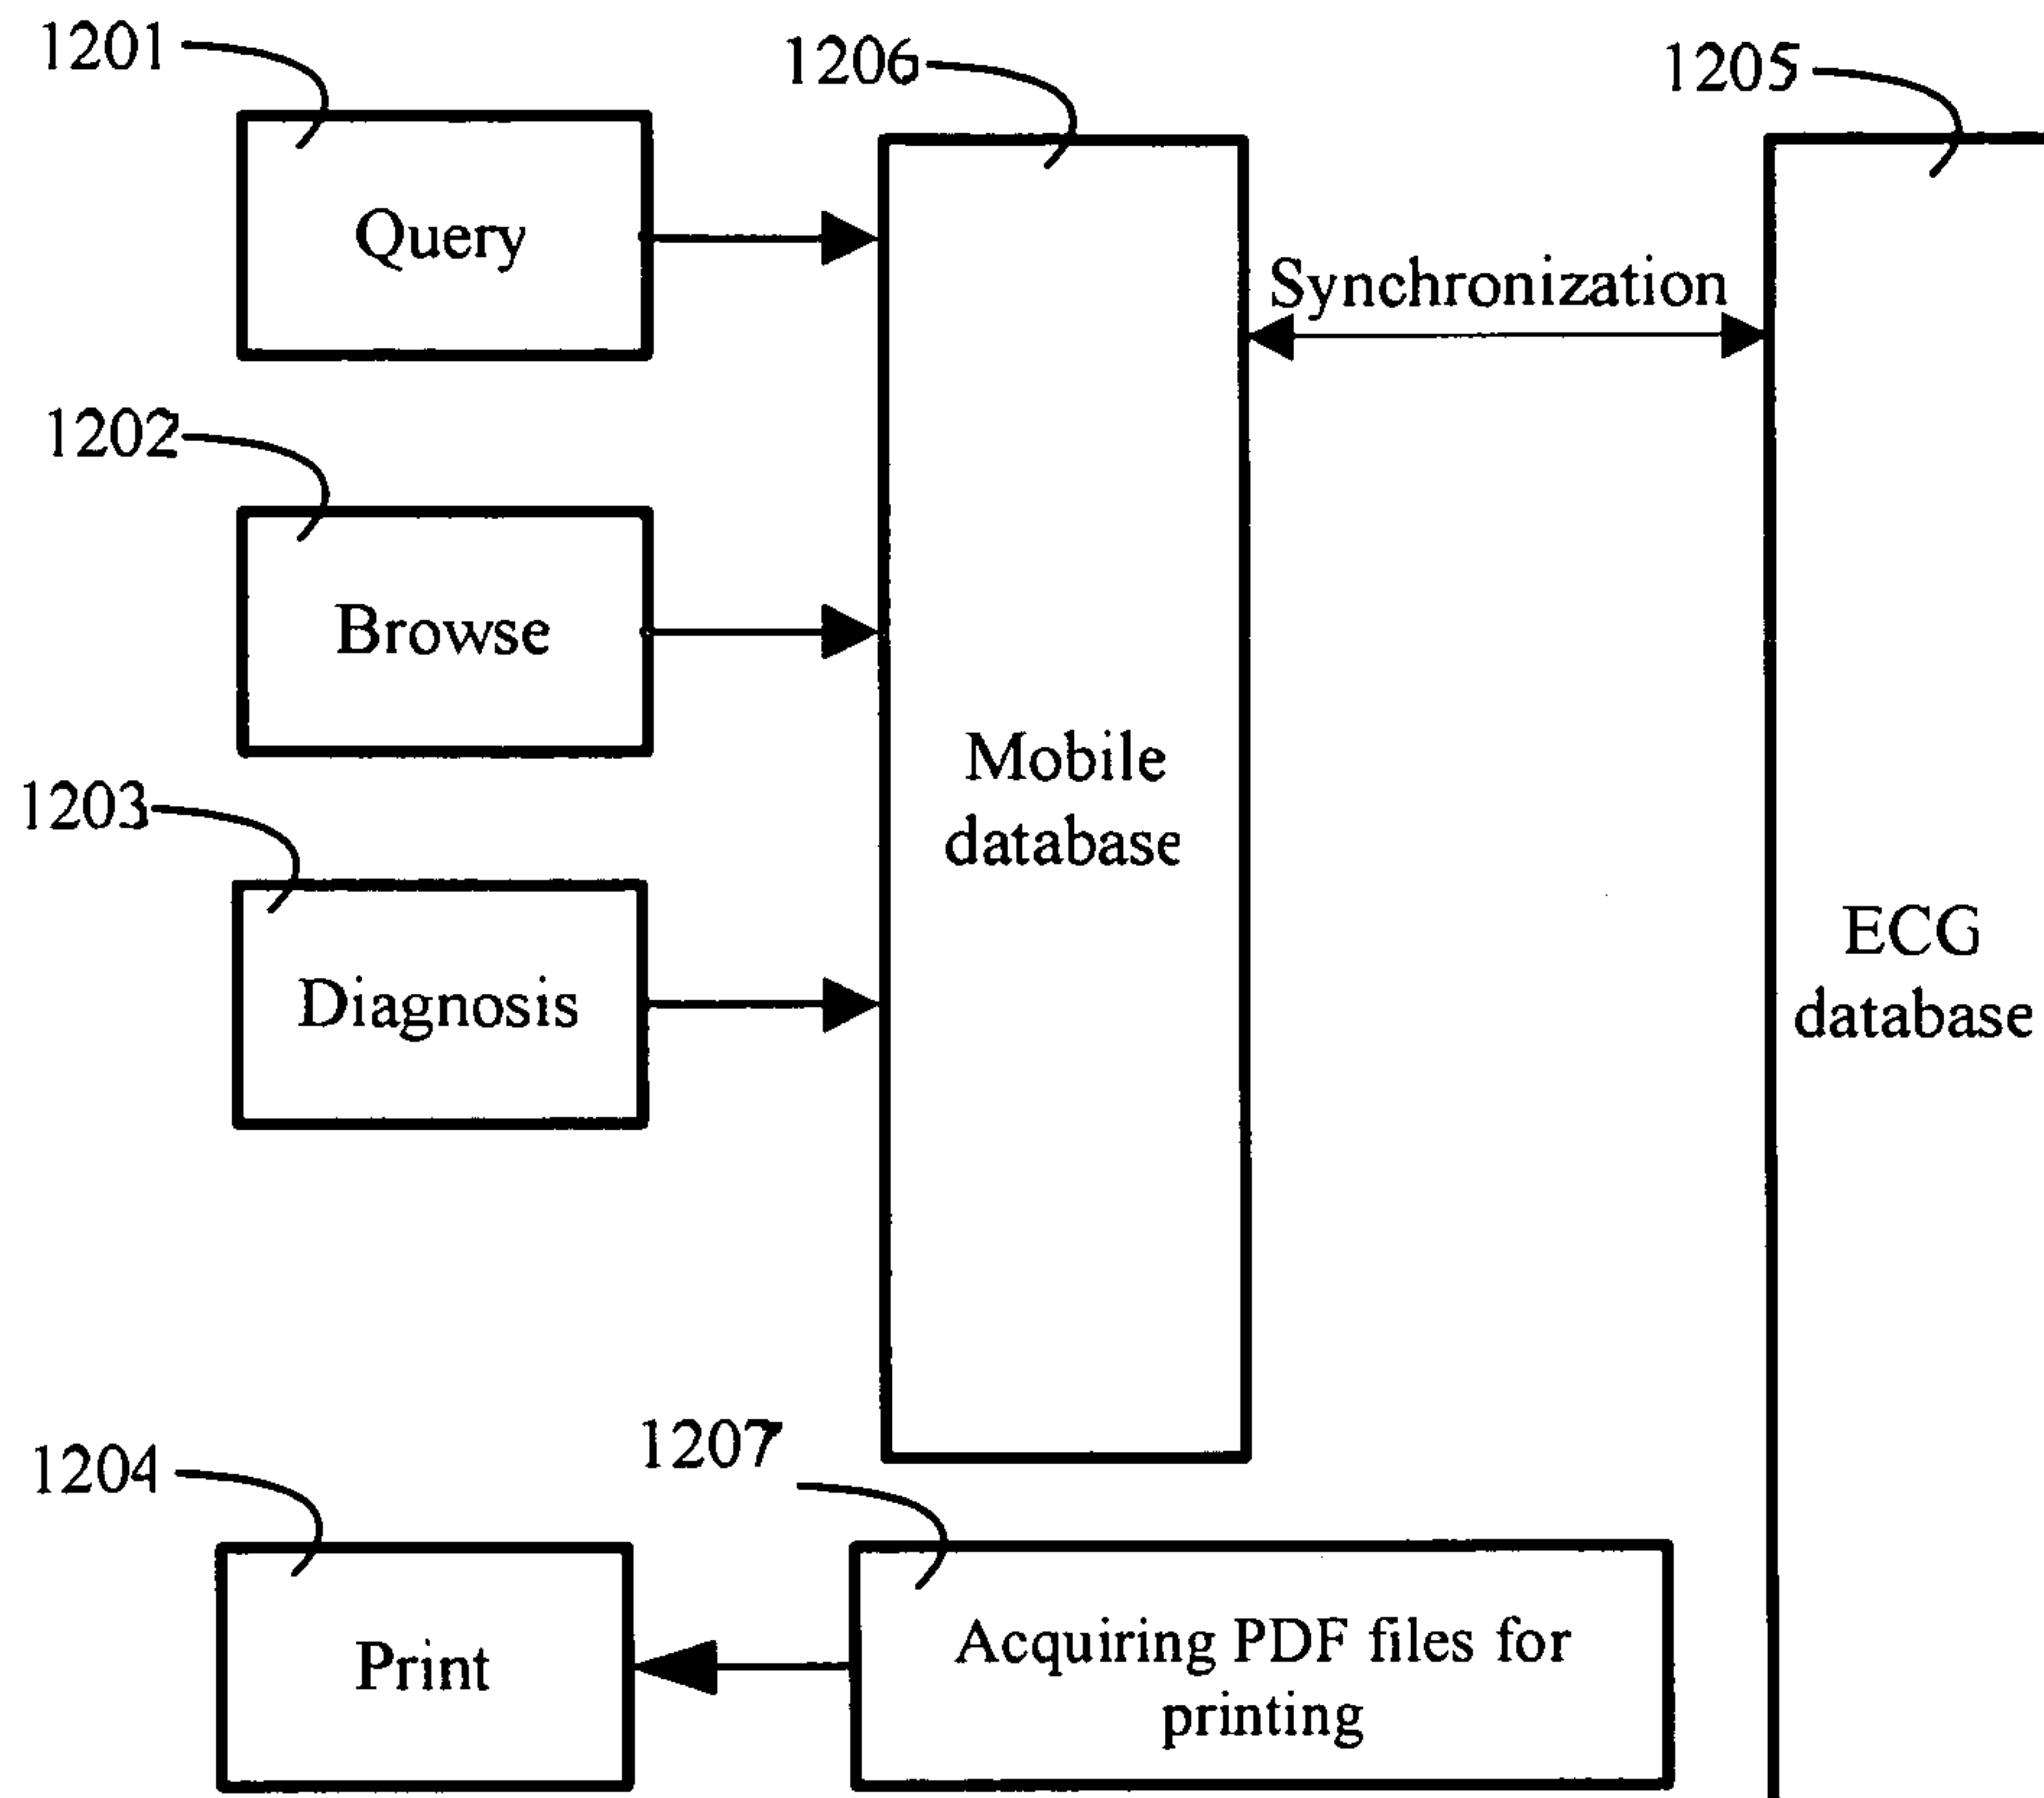 1201
1206
1205
Query
Synchronization
1202
Browse
Mobile
database
1203
ECG
database
Diagnosis
1207
1204
Acquiring PDF files for
printing
Print